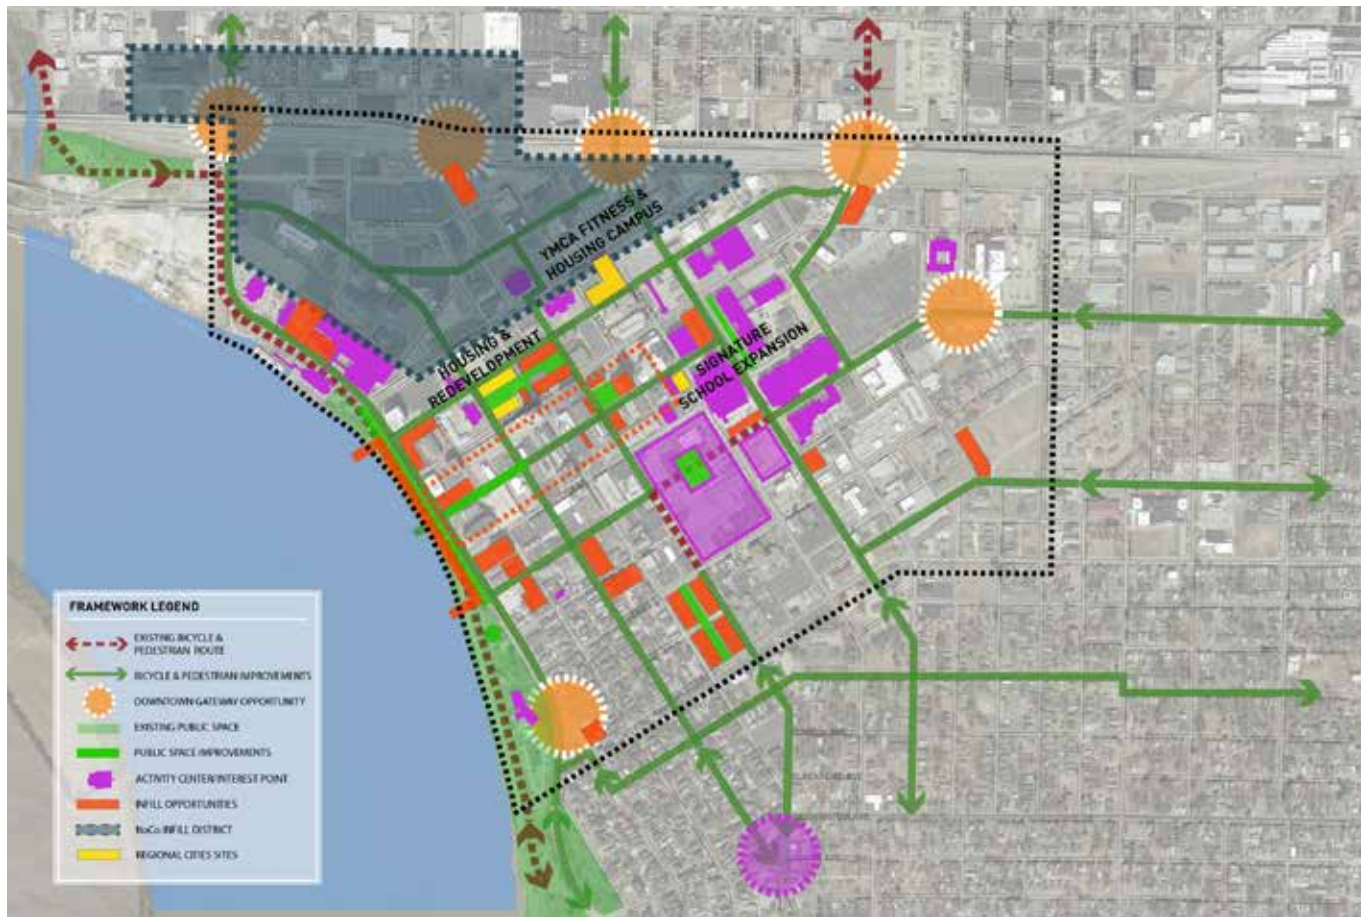 YMCA FITNESS &
HOUSING CAMPUS
HOUSING &
REDEVELOPMENT
SIGNATURE
SCHOOL EXPANSION
FRAMEWORK LEGEND
EXISTING BICYCLE &
PEDESTRIAN ROUTE
BICYCLE & PEDESTRIAN IMPROVEMENTS
DOWNTOWN GATEWAY OPPORTUNITY
EXISTING PUBLIC SPACE
PUBLIC SPACE IMPROVEMENTS
ACTIVITY CENTER/INTEREST POINT
INFILL OPPORTUNITIES
NoCo INFILL DISTRICT
REGIONAL CITIES SITES